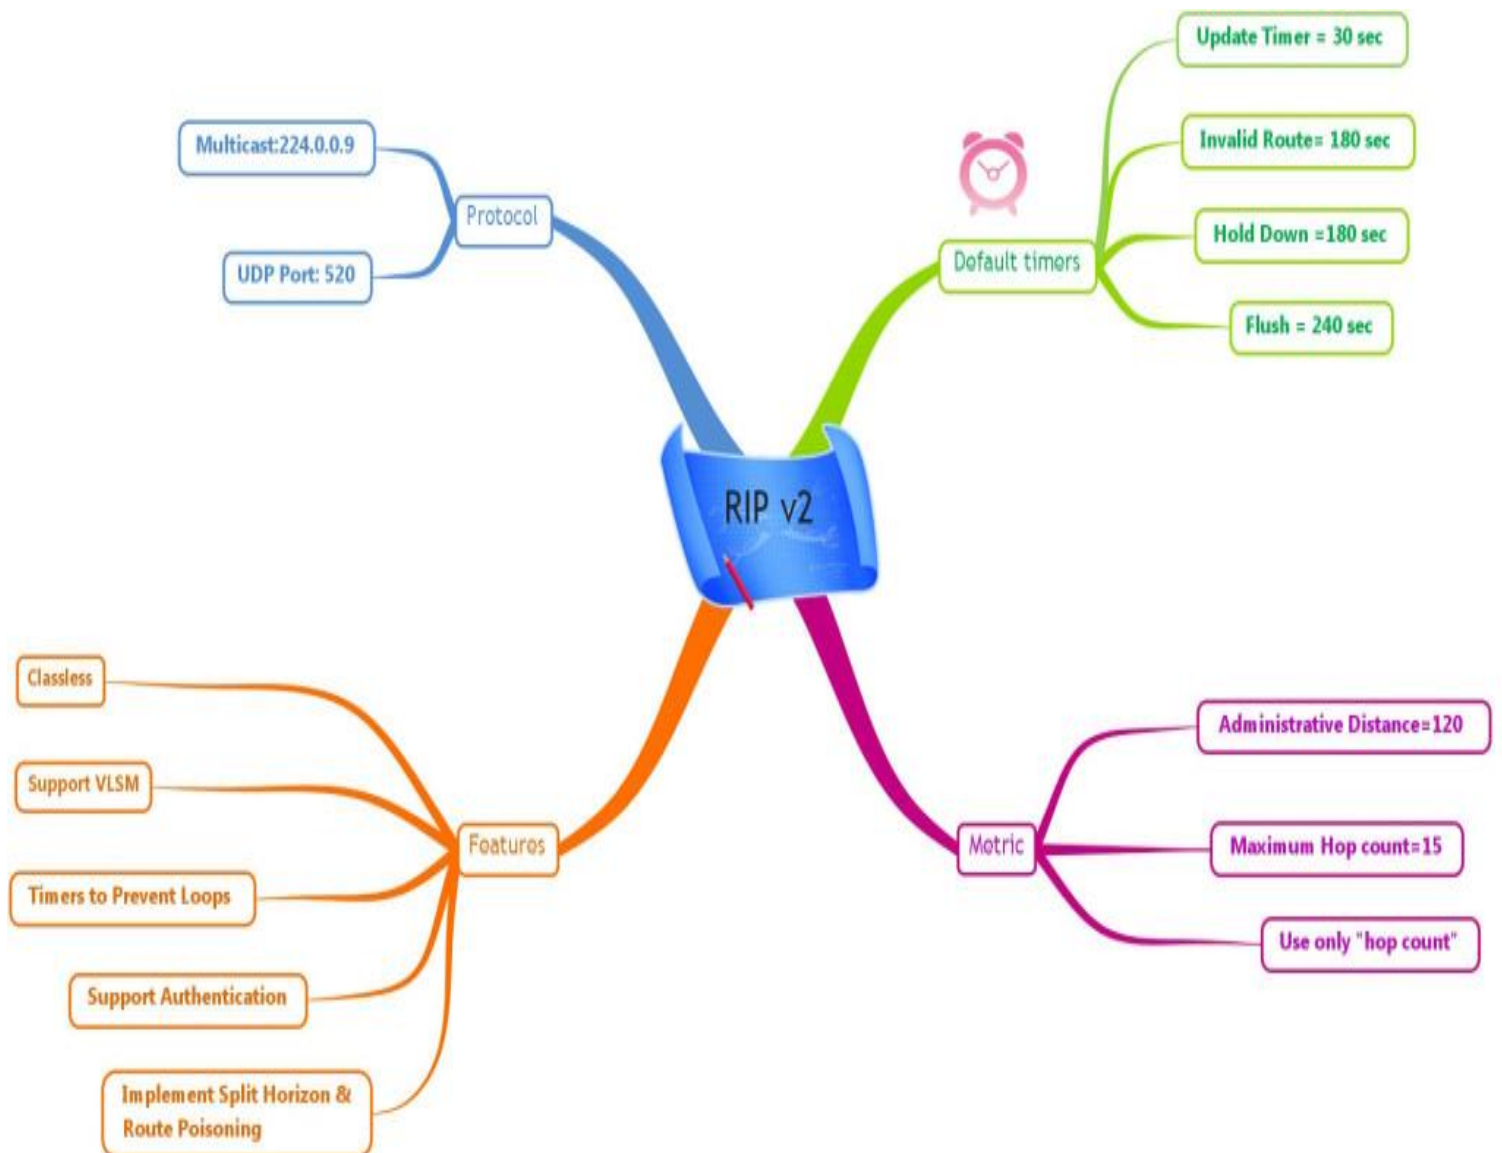 RIP v2
Protocol
Multicast:224.0.0.9
UDP Port: 520
Default timers
Update Timer = 30 sec
Invalid Route= 180 sec
Hold Down =180 sec
Flush = 240 sec
Features
Classless
Support VLSM
Timers to Prevent Loops
Support Authentication
Implement Split Horizon &
Route Poisoning
Metric
Administrative Distance=120
Maximum Hop count=15
Use only "hop count"